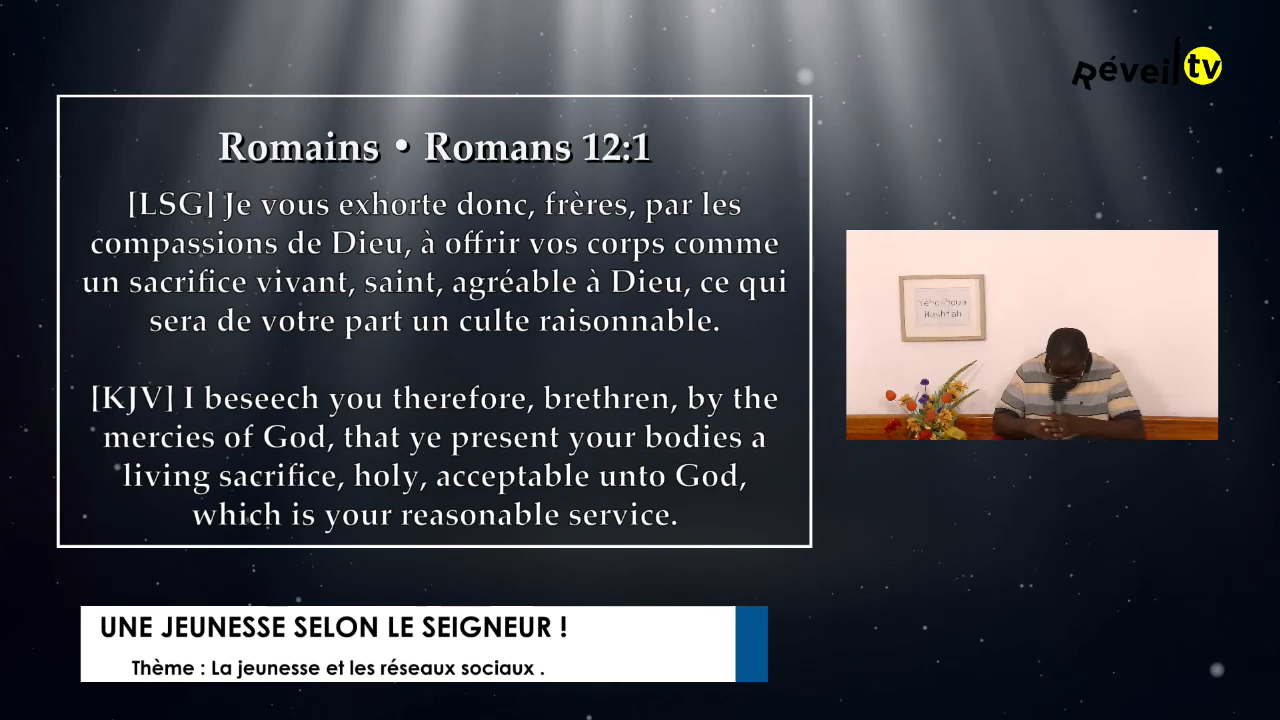 Réveil tv
Romains • Romans 12:1
[LSG] Je vous exhorte donc, frères, par les
compassions de Dieu, à offrir vos corps comme
un sacrifice vivant, saint, agréable à Dieu, ce qui
sera de votre part un culte raisonnable.
[KJV] I beseech you therefore, brethren, by the
mercies of God, that ye present your bodies a
living sacrifice, holy, acceptable unto God,
which is your reasonable service.
UNE JEUNESSE SELON LE SEIGNEUR !
Thème : La jeunesse et les réseaux sociaux .